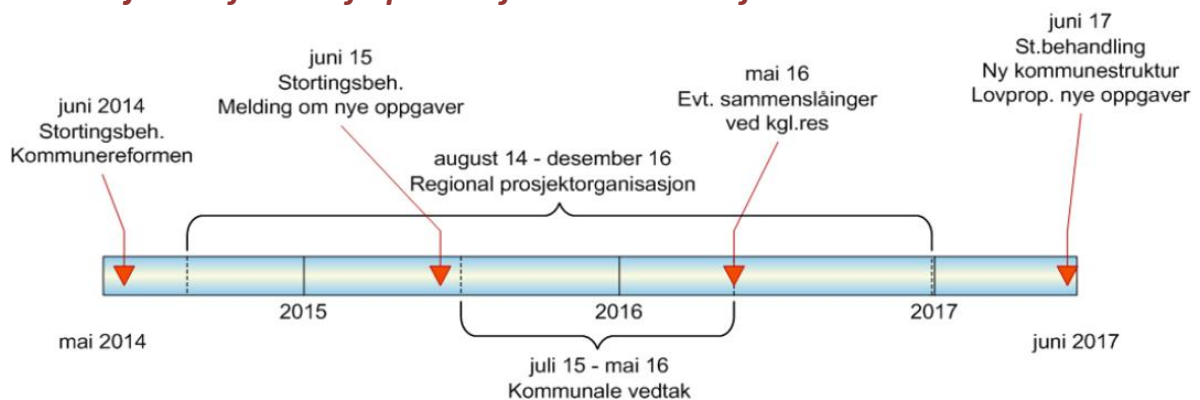 juni 2014
Stortingsbeh.
Kommunereformen
juni 15
Stortingsbeh.
Melding om nye oppgaver
august 14 - desember 16
Regional prosjektorganisasjon
mai 16
Evt. sammenslåinger
ved kgl.res
juni 17
St.behandling
Ny kommunestruktur
Lovprop. nye oppgaver
2015
2016
2017
mai 2014
juni 2017
juli 15 - mai 16
Kommunale vedtak